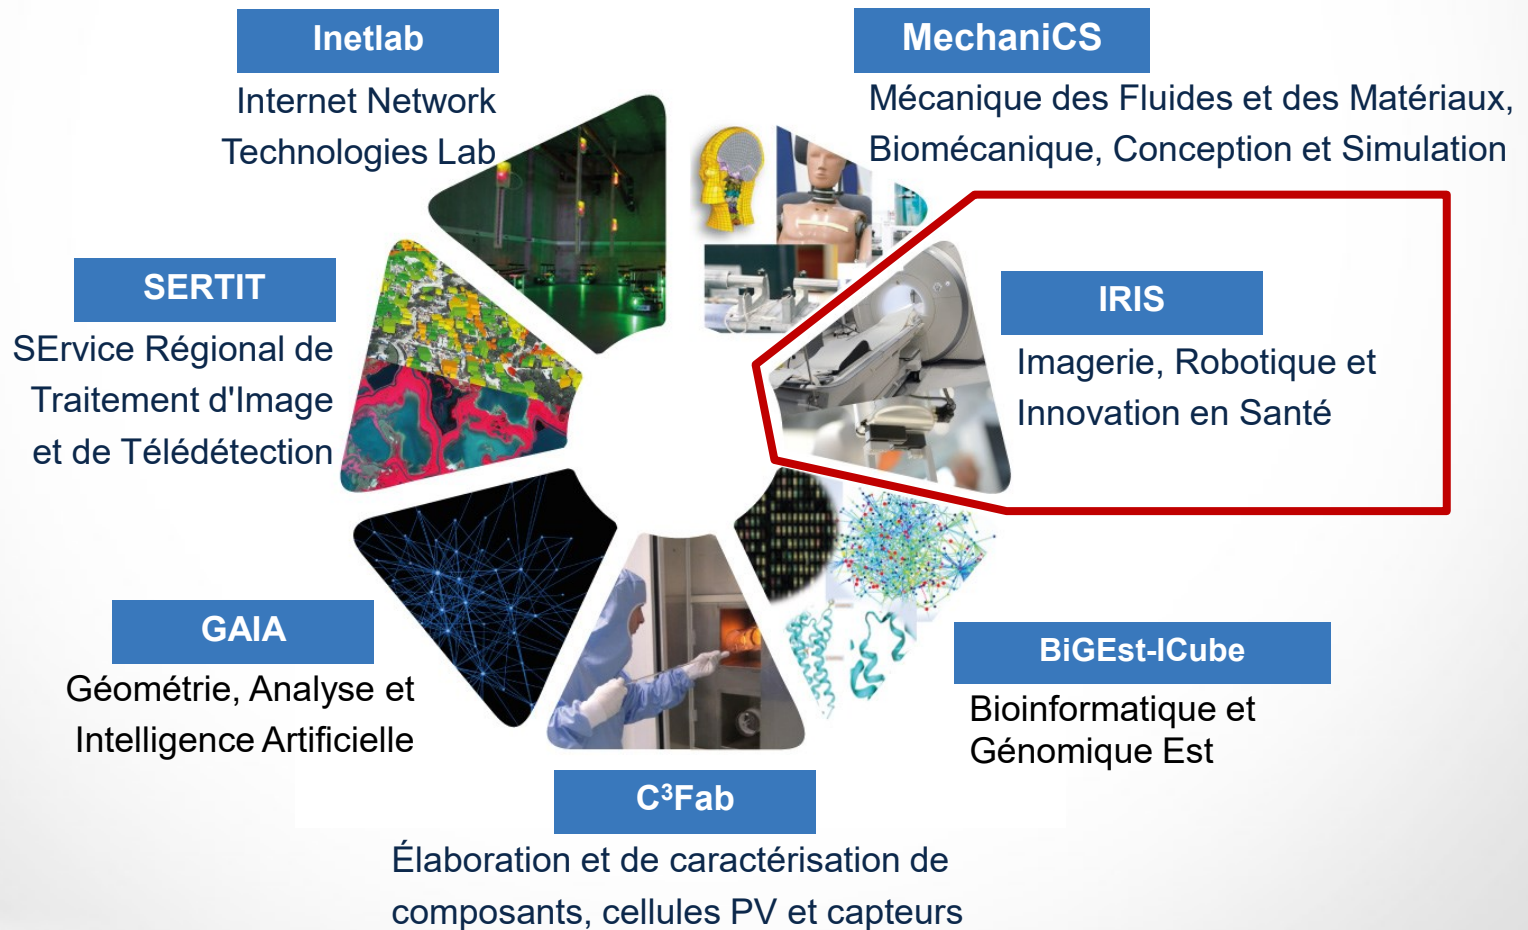 Inetlab
Internet Network
Technologies Lab
MechaniCS
Mécanique des Fluides et des Matériaux,
Biomécanique, Conception et Simulation
SERTIT
SErvice Régional de
Traitement d'Image
et de Télédétection
IRIS
Imagerie, Robotique et
Innovation en Santé
GAIA
Géométrie, Analyse et
Intelligence Artificielle
BiGEst-ICube
Bioinformatique et
Génomique Est
C³Fab
Élaboration et de caractérisation de
composants, cellules PV et capteurs